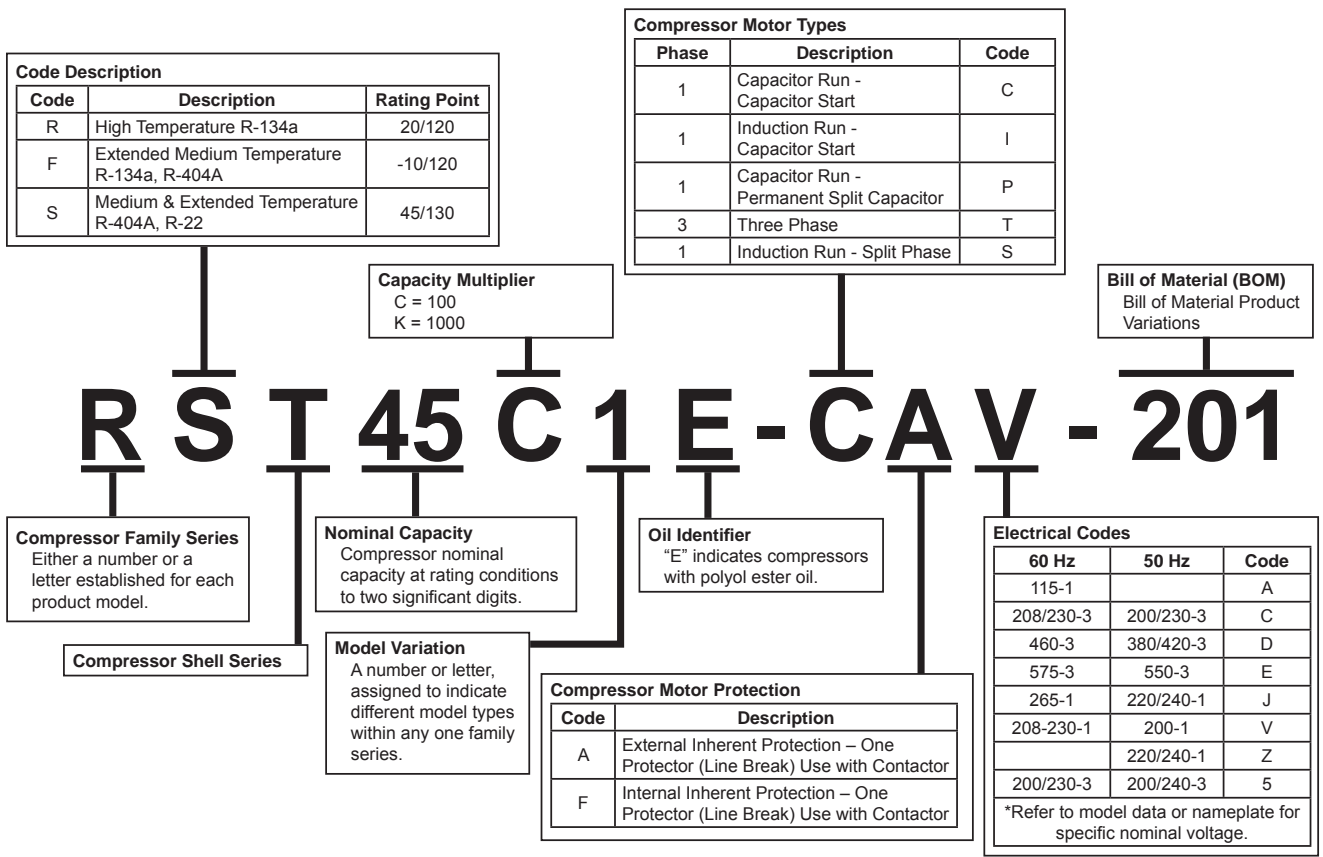 Code Description
Code Description Rating Point
R High Temperature R-134a 20/120
F Extended Medium Temperature
R-134a, R-404A -10/120
S Medium & Extended Temperature
R-404A, R-22 45/130
Compressor Motor Types
Phase Description Code
1 Capacitor Run -
Capacitor Start C
1 Induction Run -
Capacitor Start I
1 Capacitor Run -
Permanent Split Capacitor P
3 Three Phase T
1 Induction Run - Split Phase S
Capacity Multiplier
C = 100
K = 1000
Bill of Material (BOM)
Bill of Material Product
Variations
R S T 45 C 1 E - C A V - 201
Compressor Family Series
Either a number or a
letter established for each
product model.
Compressor Shell Series
Nominal Capacity
Compressor nominal
capacity at rating conditions
to two significant digits.
Model Variation
A number or letter,
assigned to indicate
different model types
within any one family
series.
Oil Identifier
“E” indicates compressors
with polyol ester oil.
Compressor Motor Protection
Code Description
A External Inherent Protection – One
Protector (Line Break) Use with Contactor
F Internal Inherent Protection – One
Protector (Line Break) Use with Contactor
Electrical Codes
60 Hz 50 Hz Code
115-1 A
208/230-3 200/230-3 C
460-3 380/420-3 D
575-3 550-3 E
265-1 220/240-1 J
208-230-1 200-1 V
220/240-1 Z
200/230-3 200/240-3 5
*Refer to model data or nameplate for
specific nominal voltage.